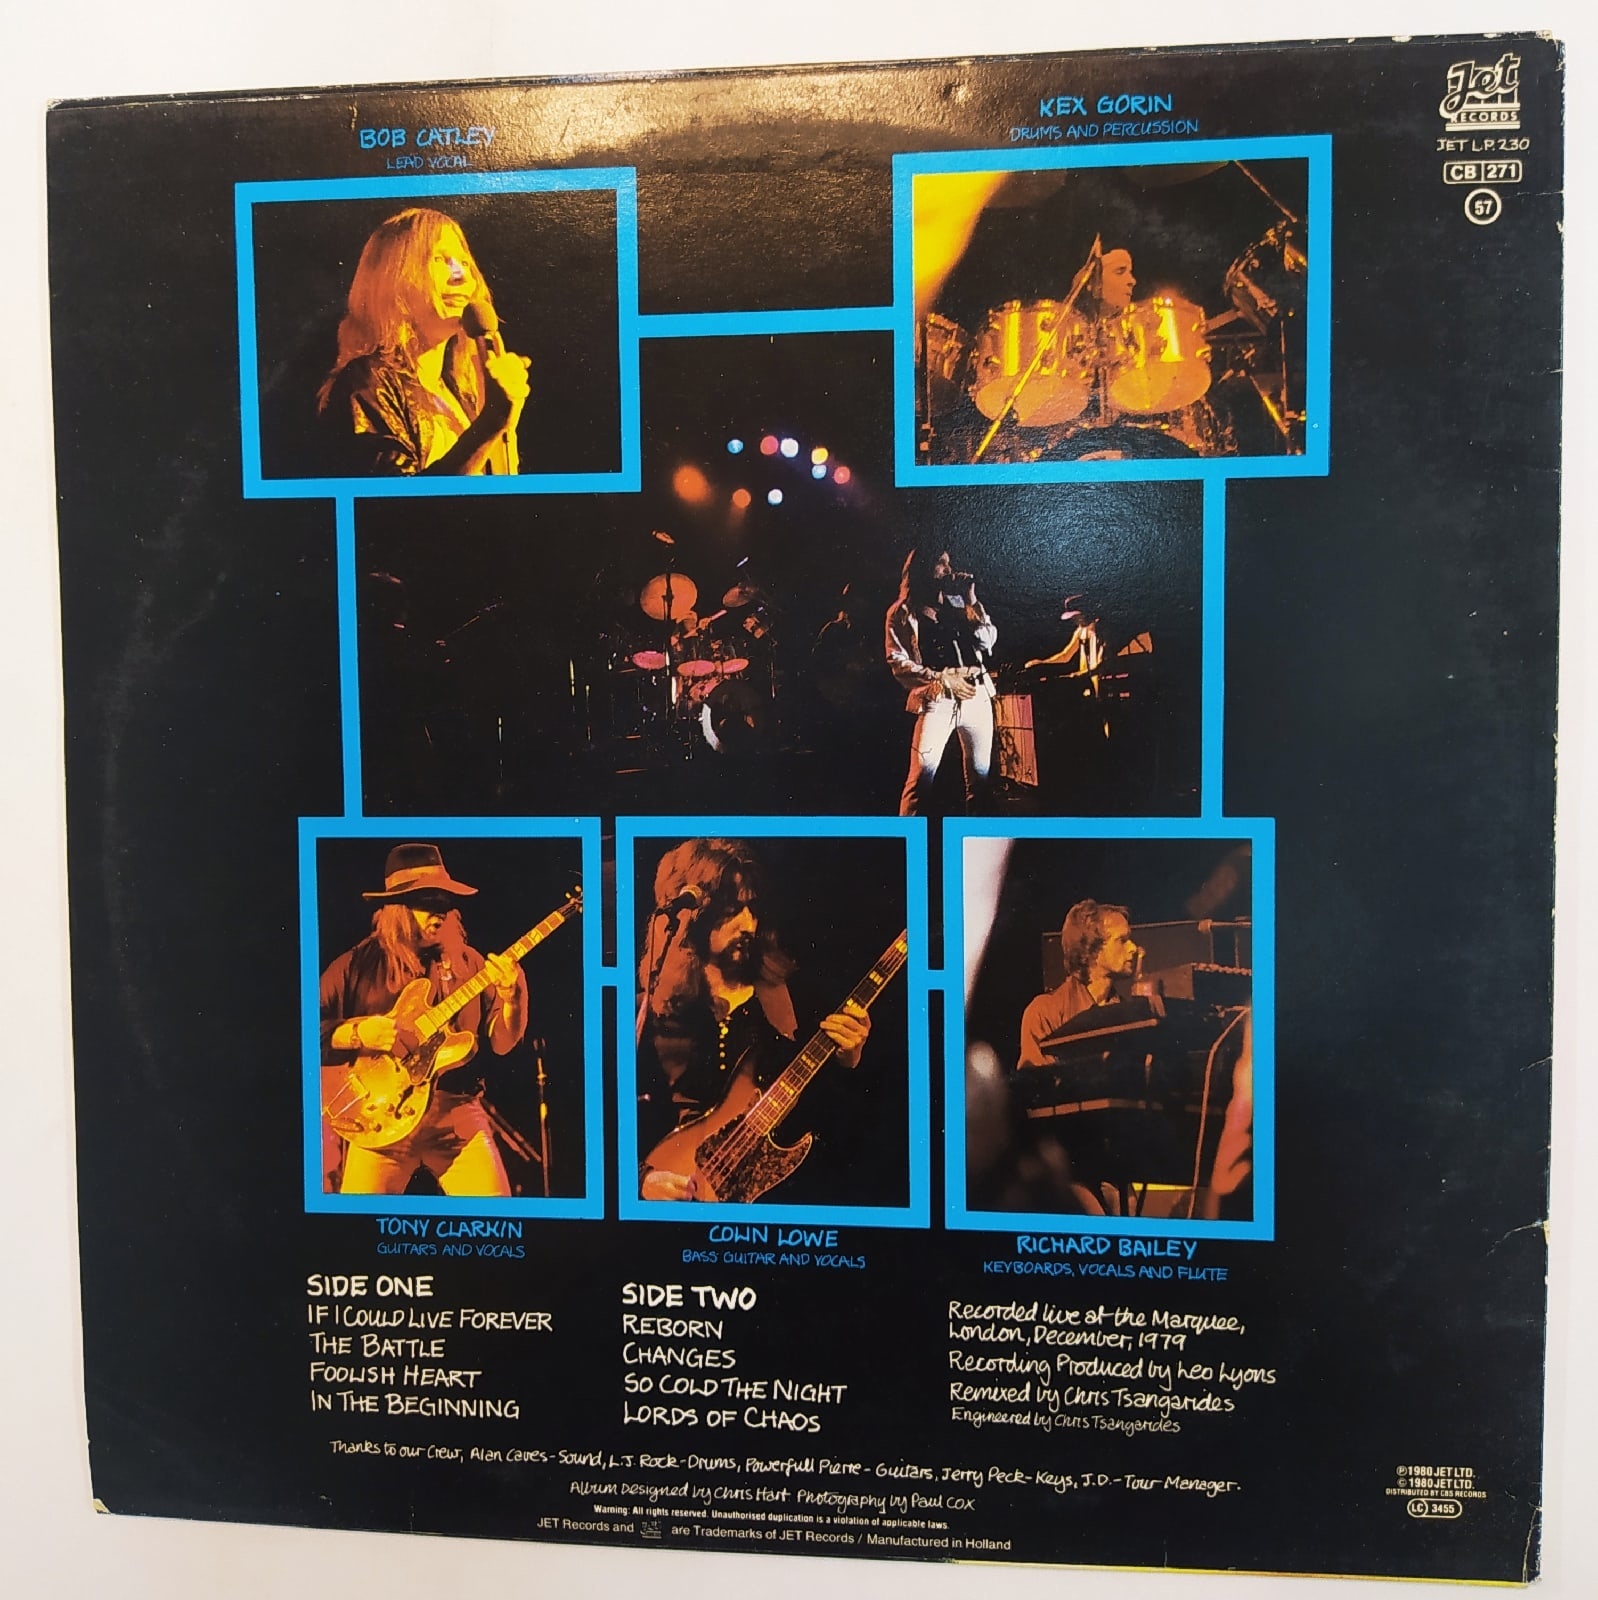 BOB CATLEY
LEAD VOCAL
KEX GORIN
DRUMS AND PERCUSSION
Jet
RECORDS
JET L.P. 230
CB 271
57
TONY CLARKIN
GUITARS AND VOCALS
COLIN LOWE
BASS GUITAR AND VOCALS
RICHARD BAILEY
KEYBOARDS, VOCALS AND FLUTE
SIDE ONE
IF I COULD LIVE FOREVER
THE BATTLE
FOOLISH HEART
IN THE BEGINNING
SIDE TWO
REBORN
CHANGES
SO COLD THE NIGHT
LORDS OF CHAOS
Recorded live at the Marquee,
London, December, 1979
Recording Produced by Leo Lyons
Remixed by Chris Tsangarides
Engineered by Chris Tsangarides
Thanks to our Crew, Alan Caves - Sound, L.J. Rock - Drums, Powerfull Pierre - Guitars, Jerry Peck - Keys, J.D. - Tour Manager.
Album Designed by Chris Hart Photography by Paul Cox
Warning: All rights reserved. Unauthorised duplication is a violation of applicable laws.
JET Records and Jet are Trademarks of JET Records / Manufactured in Holland
℗ 1980 JET LTD.
© 1980 JET LTD.
DISTRIBUTED BY CBS RECORDS
LC 3455